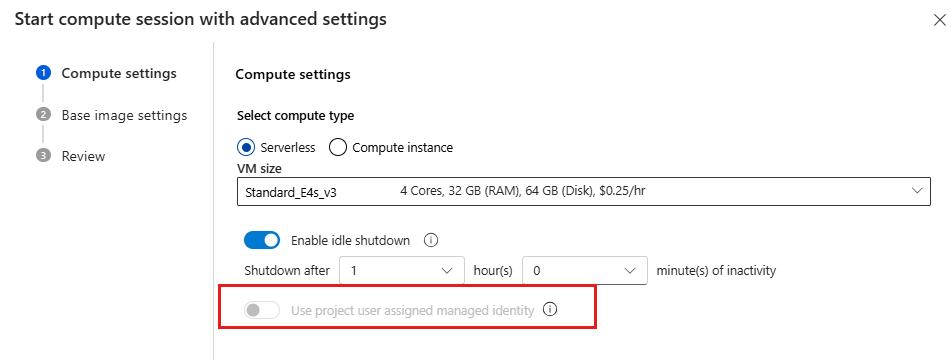 Start compute session with advanced settings
1 Compute settings
2 Base image settings
3 Review
Compute settings
Select compute type
Serverless Compute instance
VM size
Standard_E4s_v3 4 Cores, 32 GB (RAM), 64 GB (Disk), $0.25/hr
Enable idle shutdown
Shutdown after 1 hour(s) 0 minute(s) of inactivity
Use project user assigned managed identity